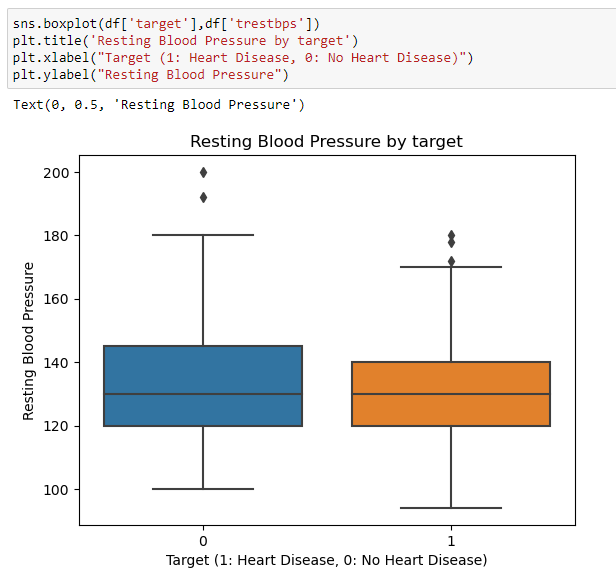 sns.boxplot(df['target'],df['trestbps'])
plt.title('Resting Blood Pressure by target')
plt.xlabel("Target (1: Heart Disease, 0: No Heart Disease)")
plt.ylabel("Resting Blood Pressure")
Text(0, 0.5, 'Resting Blood Pressure')
Resting Blood Pressure by target
200
180
160
140
120
100
Resting Blood Pressure
0 1
Target (1: Heart Disease, 0: No Heart Disease)